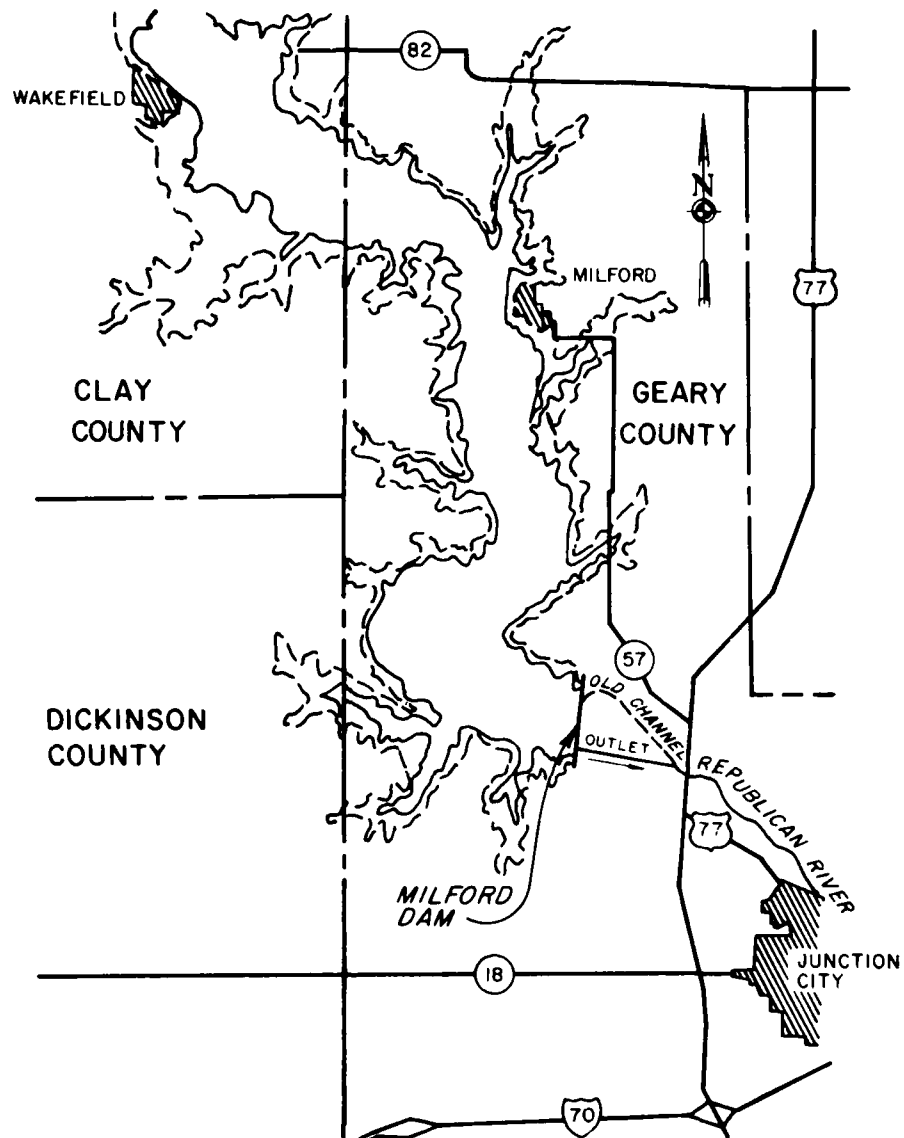 82
WAKEFIELD
N
MILFORD
77
CLAY
COUNTY
GEARY
COUNTY
57
OLD CHANNEL
DICKINSON
COUNTY
OUTLET
REPUBLICAN RIVER
77
MILFORD
DAM
18
JUNCTION
CITY
70